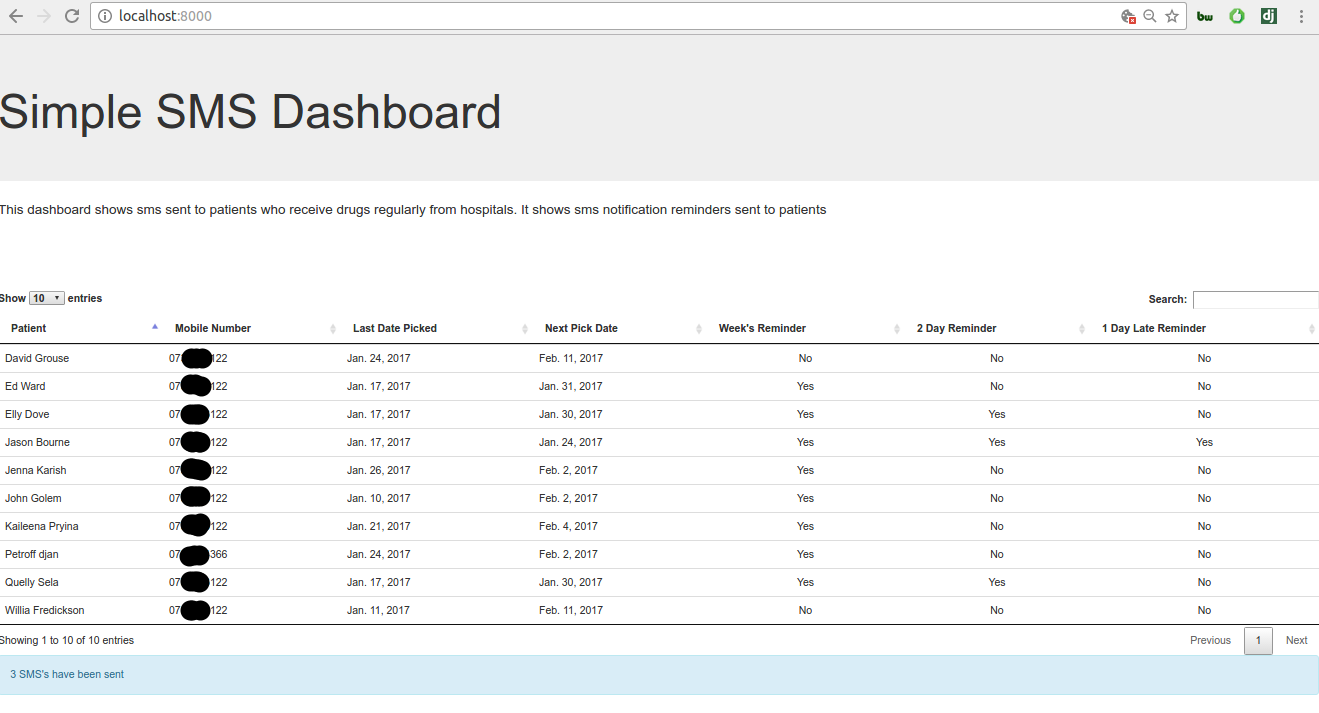 localhost:8000
bw
dj
Simple SMS Dashboard
This dashboard shows sms sent to patients who receive drugs regularly from hospitals. It shows sms notification reminders sent to patients
Show 10 entries Search:
Patient Mobile Number Last Date Picked Next Pick Date Week's Reminder 2 Day Reminder 1 Day Late Reminder
David Grouse 07 122 Jan. 24, 2017 Feb. 11, 2017 No No No
Ed Ward 07 122 Jan. 17, 2017 Jan. 31, 2017 Yes No No
Elly Dove 07 122 Jan. 17, 2017 Jan. 30, 2017 Yes Yes No
Jason Bourne 07 122 Jan. 17, 2017 Jan. 24, 2017 Yes Yes Yes
Jenna Karish 07 122 Jan. 26, 2017 Feb. 2, 2017 Yes No No
John Golem 07 122 Jan. 10, 2017 Feb. 2, 2017 Yes No No
Kaileena Pryina 07 122 Jan. 21, 2017 Feb. 4, 2017 Yes No No
Petroff djan 07 366 Jan. 24, 2017 Feb. 2, 2017 Yes No No
Quelly Sela 07 122 Jan. 17, 2017 Jan. 30, 2017 Yes Yes No
Willia Fredickson 07 122 Jan. 11, 2017 Feb. 11, 2017 No No No
Showing 1 to 10 of 10 entries Previous 1 Next
3 SMS's have been sent